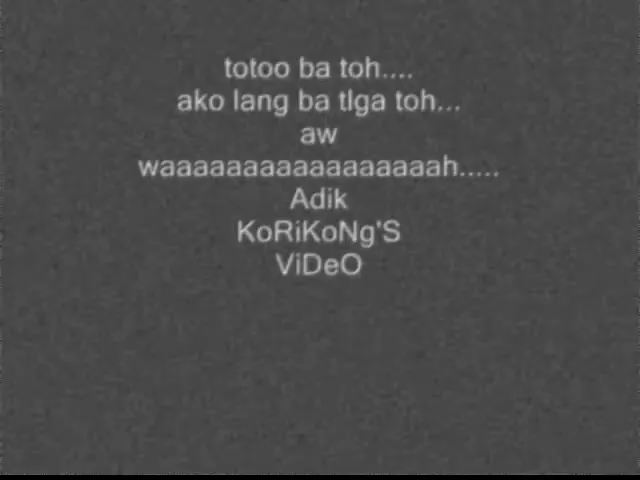 totoo ba toh....
ako lang ba tlga toh...
aw
waaaaaaaaaaaaaaaaaah.....
Adik
KoRiKoNg'S
ViDeO